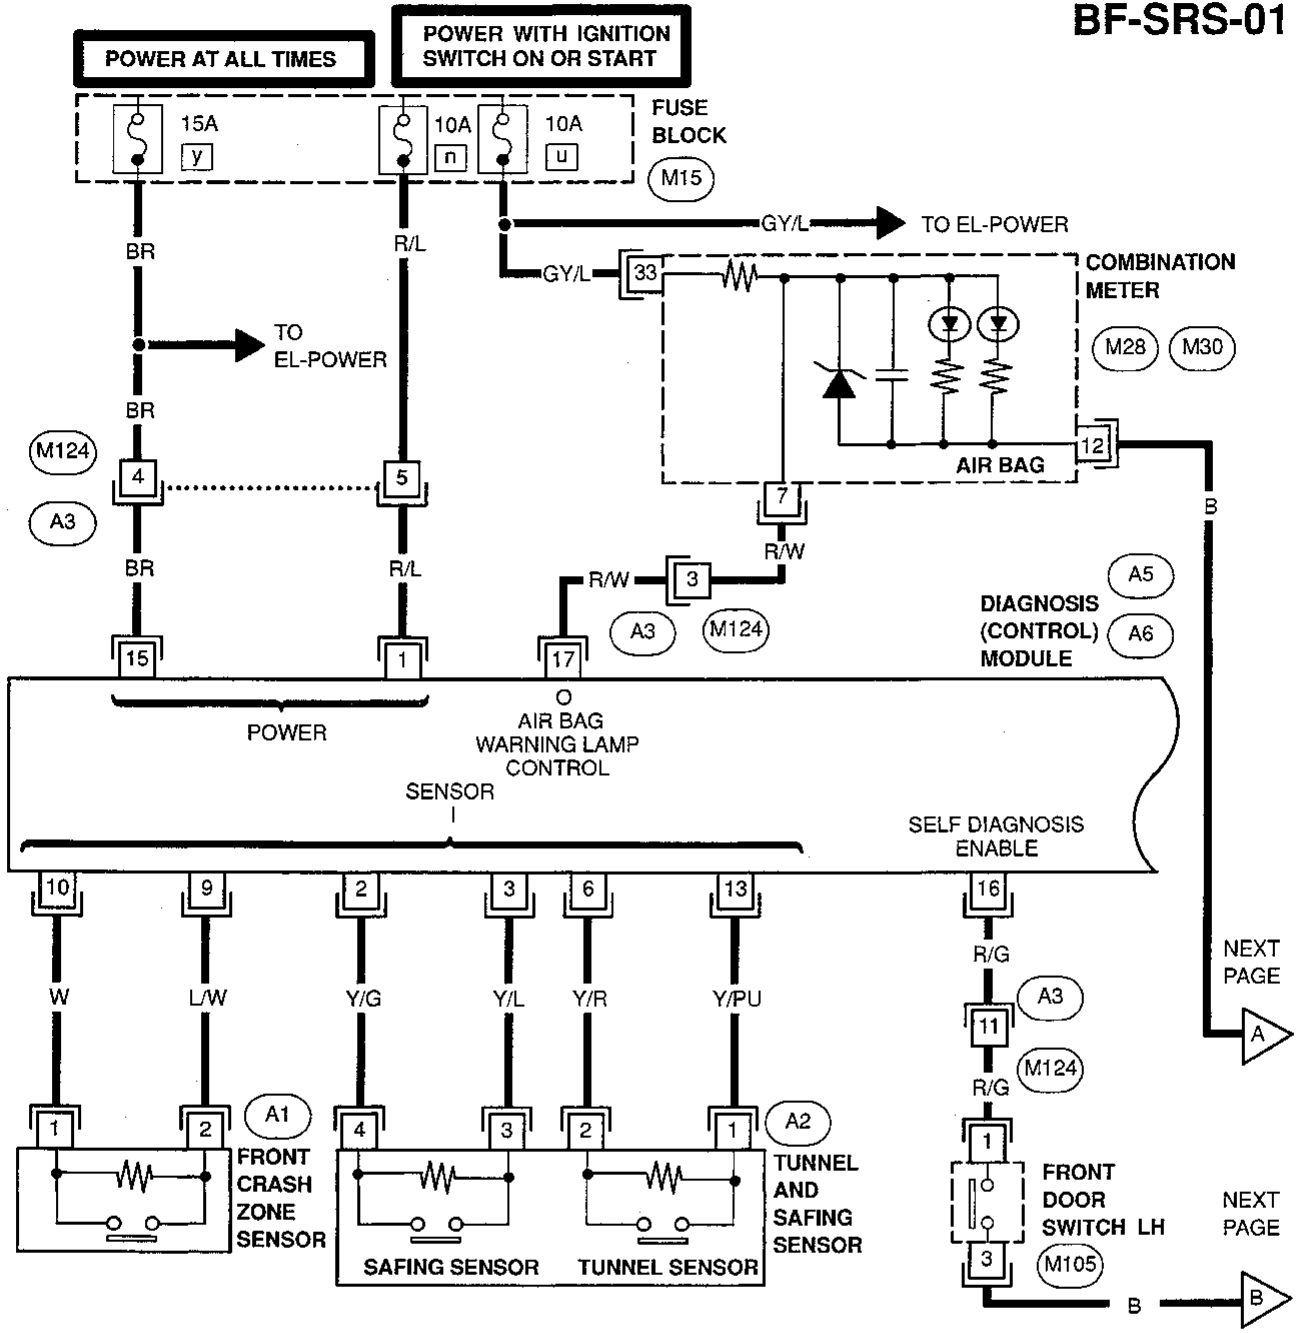 BF-SRS-01
POWER AT ALL TIMES
POWER WITH IGNITION
SWITCH ON OR START
15A
y
10A
n
10A
u
FUSE
BLOCK
M15
BR
R/L
GY/L
TO EL-POWER
GY/L
33
COMBINATION
METER
M28
M30
TO
EL-POWER
BR
M124
4
5
A3
12
AIR BAG
7
B
R/W
BR
R/L
R/W
3
A3
M124
DIAGNOSIS
(CONTROL)
MODULE
A5
A6
15
1
17
POWER
AIR BAG
WARNING LAMP
CONTROL
SENSOR
SELF DIAGNOSIS
ENABLE
10
9
2
3
6
13
16
R/G
W
L/W
Y/G
Y/L
Y/R
Y/PU
A3
11
M124
R/G
NEXT
PAGE
A
1
2
A1
4
3
2
1
A2
1
FRONT
CRASH
ZONE
SENSOR
SAFING SENSOR
TUNNEL SENSOR
TUNNEL
AND
SAFING
SENSOR
FRONT
DOOR
SWITCH LH
3
M105
NEXT
PAGE
B
B